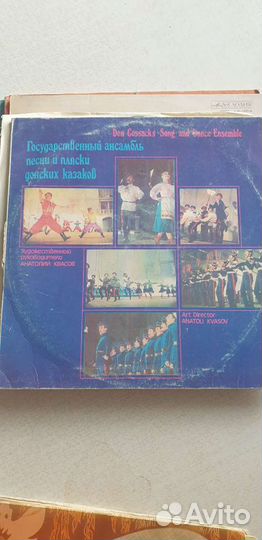 Don Cossacks Song and Dance Ensemble
Государственный ансамбль
песни и пляски
донских казаков
Художественный
руководитель
АНАТОЛИЙ КВАСОВ
Art Director
ANATOLI KVASOV
Avito